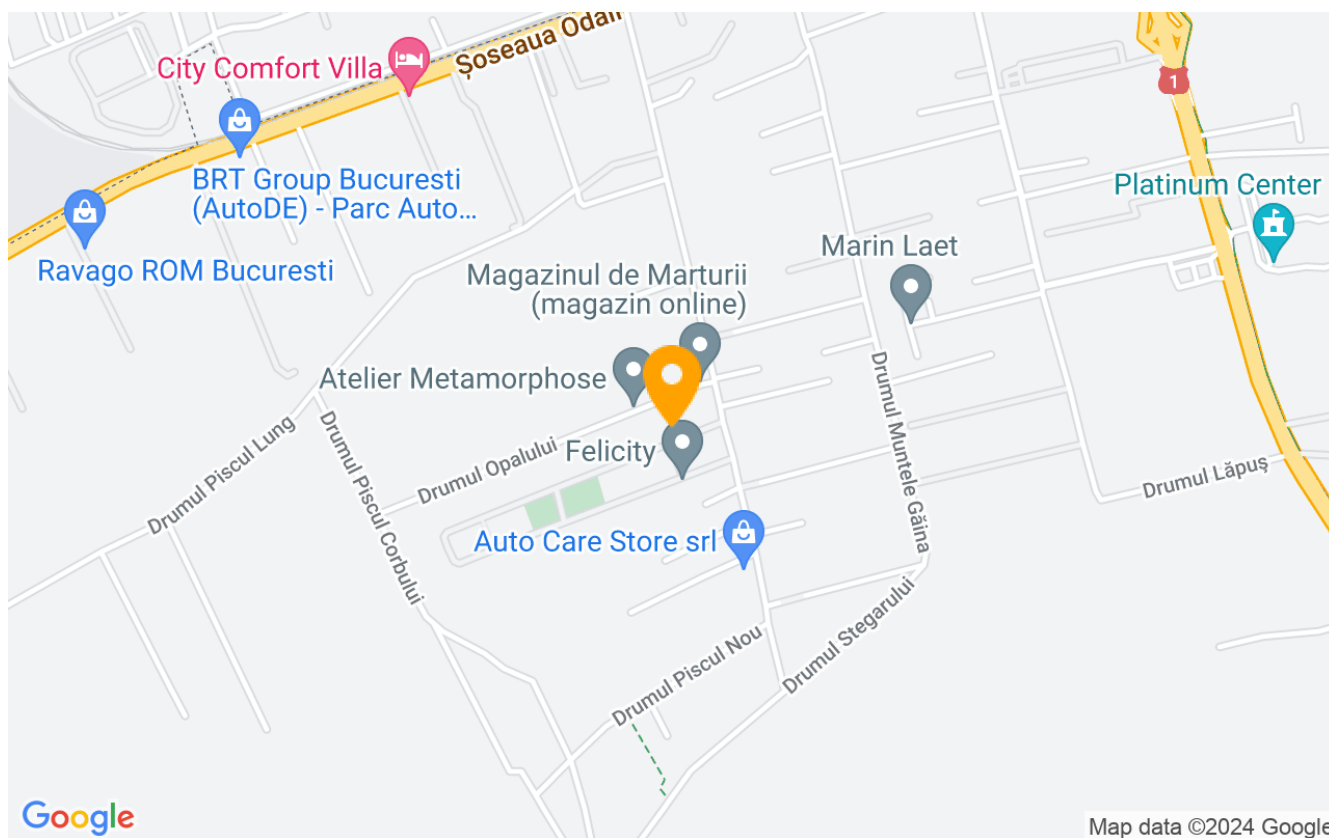 Șoseaua Odăii
City Comfort Villa
1
BRT Group Bucuresti
(AutoDE) - Parc Auto...
Platinum Center
Ravago ROM Bucuresti
Marin Laet
Magazinul de Marturii
(magazin online)
Atelier Metamorphose
Drumul Muntele Găina
Drumul Piscul Lung
Drumul Piscul Corbului
Drumul Opalului
Felicity
Drumul Lăpuș
Auto Care Store srl
Drumul Piscul Nou
Drumul Stegarului
Google
Map data ©2024 Google